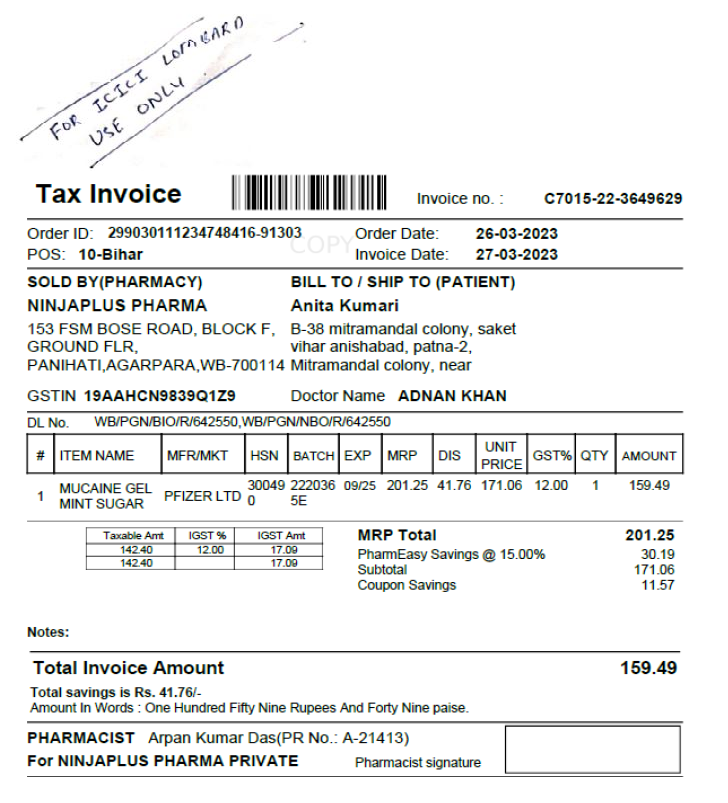 FOR ICICI LOMBARD
USE ONLY
Tax Invoice
Invoice no. : C7015-22-3649629
Order ID: 299030111234748416-91303 Order Date: 26-03-2023
COPY
POS: 10-Bihar Invoice Date: 27-03-2023
SOLD BY(PHARMACY) BILL TO / SHIP TO (PATIENT)
NINJAPLUS PHARMA Anita Kumari
153 FSM BOSE ROAD, BLOCK F, B-38 mitramandal colony, saket
GROUND FLR, vihar anishabad, patna-2,
PANIHATI,AGARPARA,WB-700114 Mitramandal colony, near
GSTIN 19AAHCN9839Q1Z9 Doctor Name ADNAN KHAN
DL No. WB/PGN/BIO/R/642550,WB/PGN/NBO/R/642550
# ITEM NAME MFR/MKT HSN BATCH EXP MRP DIS UNIT PRICE GST% QTY AMOUNT
1 MUCAINE GEL MINT SUGAR PFIZER LTD 300490 2220365E 09/25 201.25 41.76 171.06 12.00 1 159.49
Taxable Amt IGST % IGST Amt
142.40 12.00 17.09
142.40 17.09
MRP Total 201.25
PharmEasy Savings @ 15.00% 30.19
Subtotal 171.06
Coupon Savings 11.57
Notes:
Total Invoice Amount 159.49
Total savings is Rs. 41.76/-
Amount In Words : One Hundred Fifty Nine Rupees And Forty Nine paise.
PHARMACIST Arpan Kumar Das(PR No.: A-21413)
For NINJAPLUS PHARMA PRIVATE Pharmacist signature